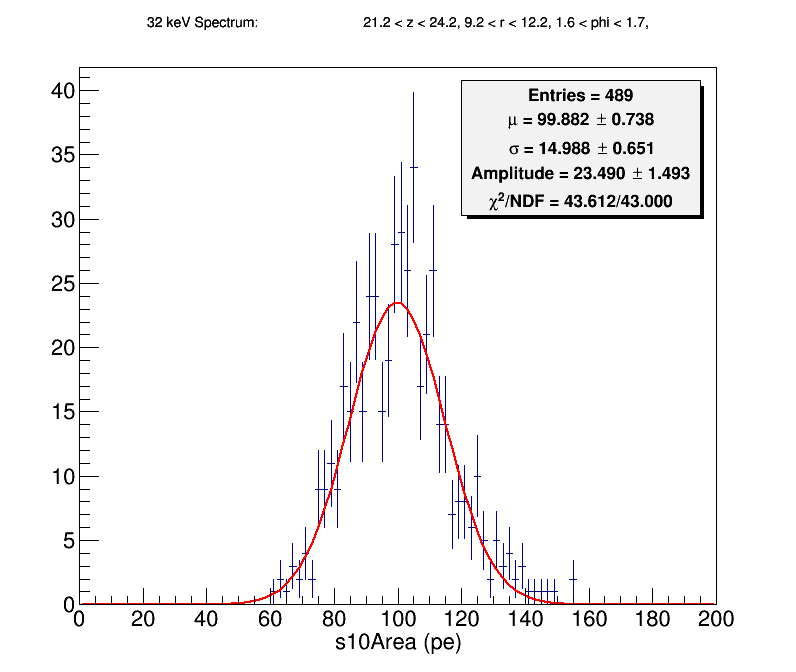 32 keV Spectrum: 21.2 < z < 24.2, 9.2 < r < 12.2, 1.6 < phi < 1.7,
Entries = 489
μ = 99.882 ± 0.738
σ = 14.988 ± 0.651
Amplitude = 23.490 ± 1.493
χ²/NDF = 43.612/43.000
40
35
30
25
20
15
10
5
0
0 20 40 60 80 100 120 140 160 180 200
s10Area (pe)